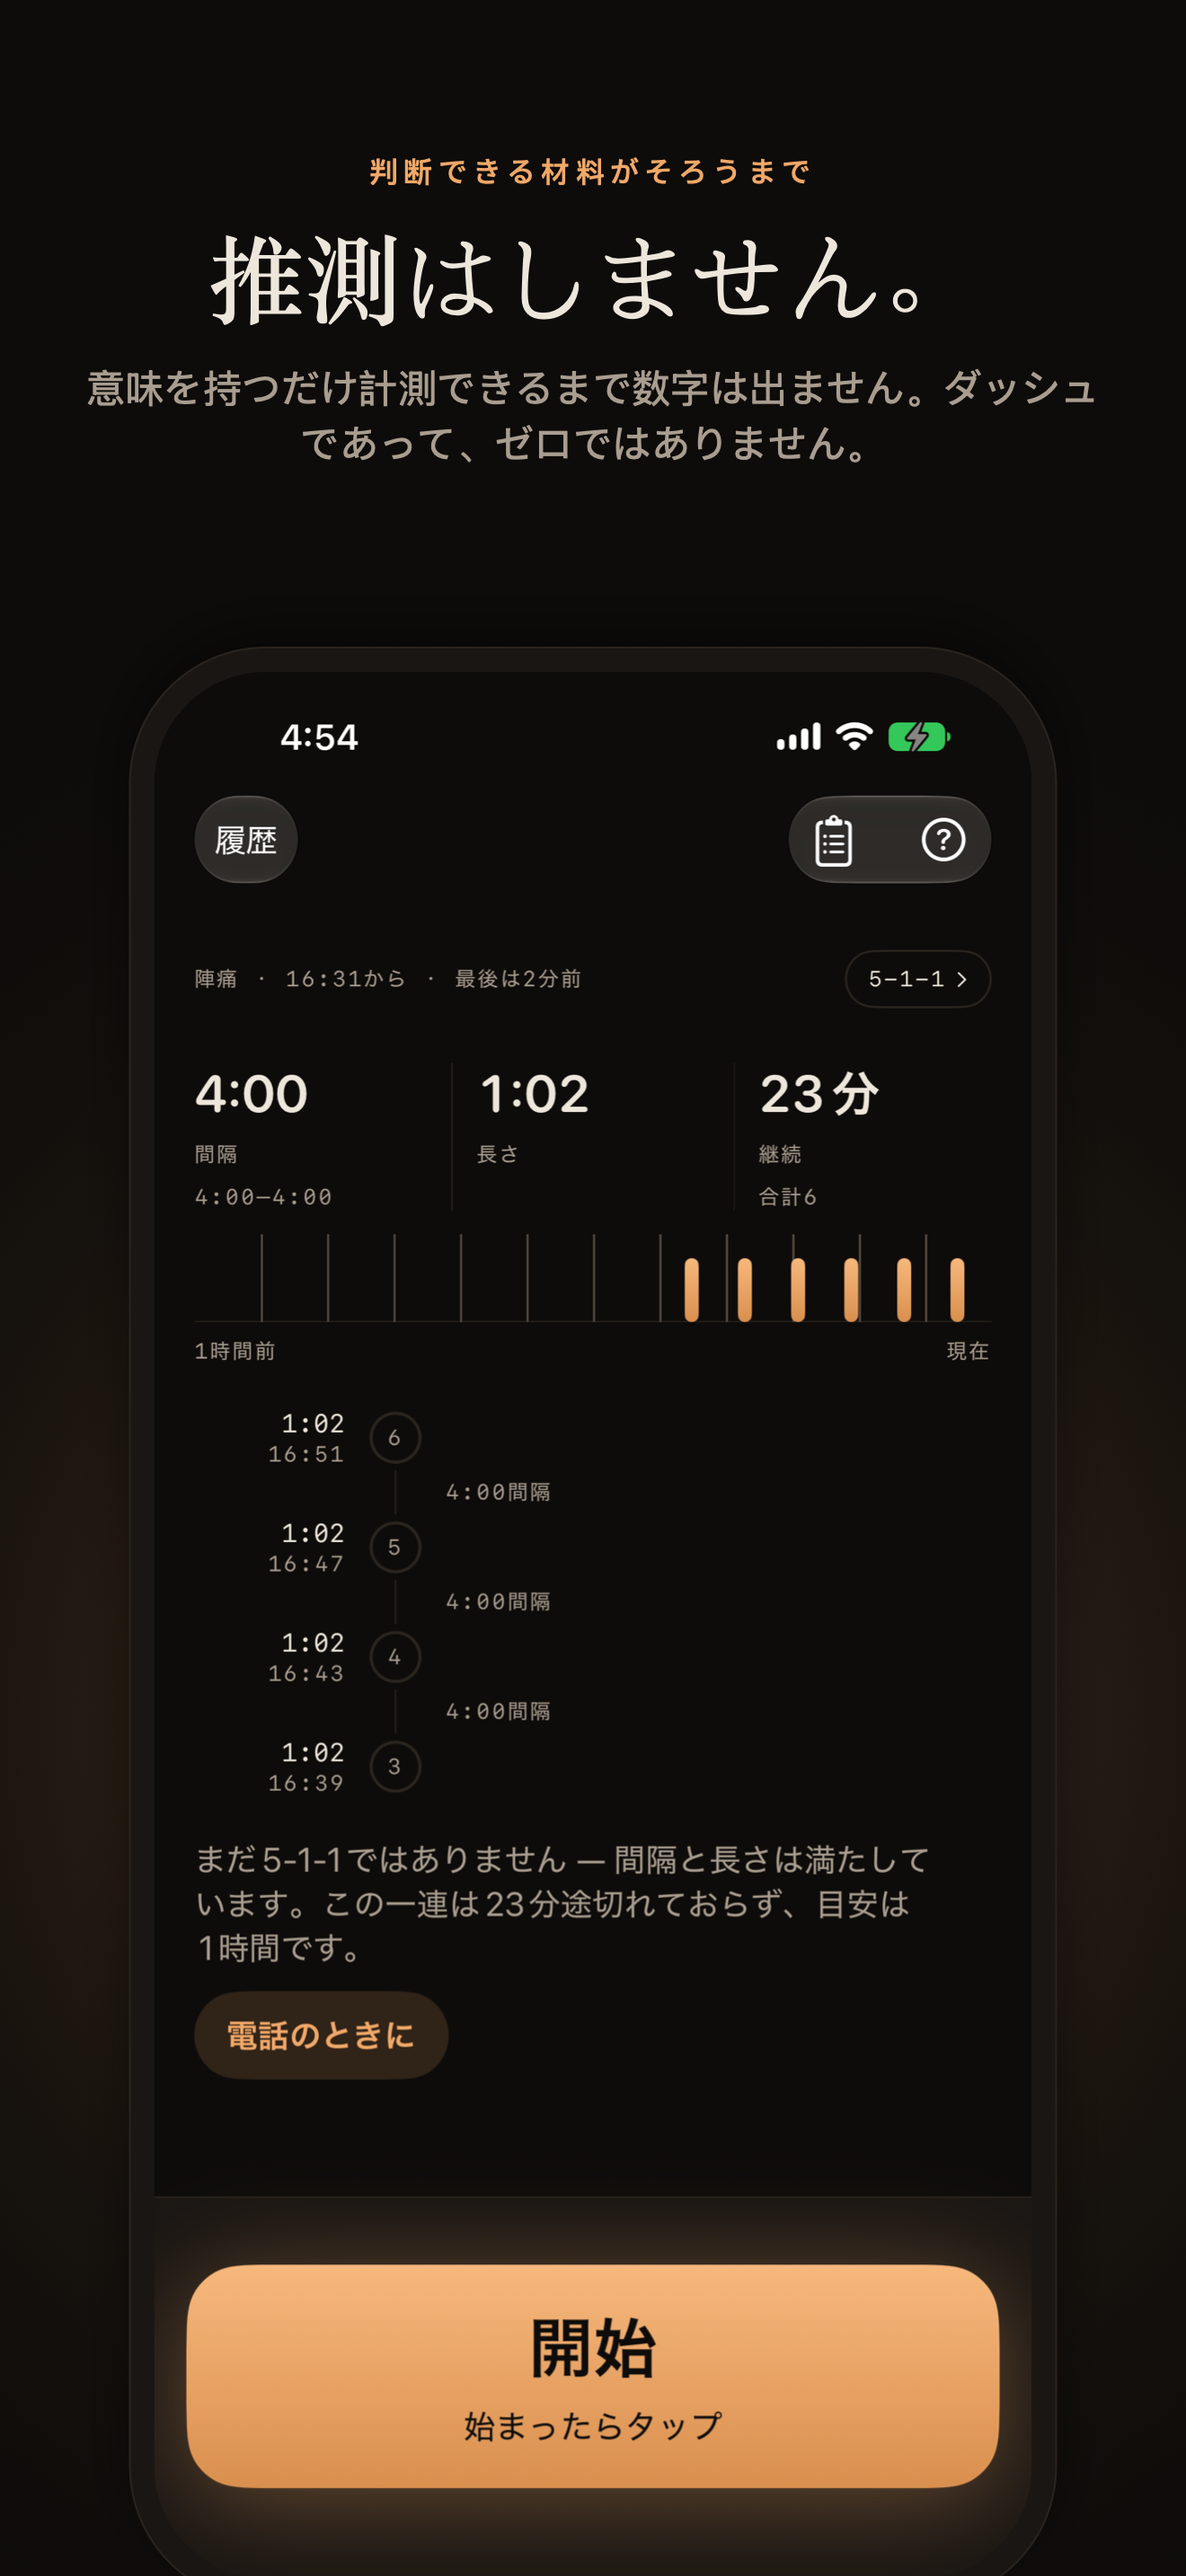 判断できる材料がそろうまで
推測はしません。
意味を持つだけ計測できるまで数字は出ません。ダッシュ
であって、ゼロではありません。
4:54
履歴
?
陣痛 · 16:31から · 最後は2分前
5-1-1 >
4:00
1:02
23分
間隔
長さ
継続
4:00—4:00
合計6
1時間前
現在
1:02
16:51
6
4:00間隔
1:02
16:47
5
4:00間隔
1:02
16:43
4
4:00間隔
1:02
16:39
3
まだ5-1-1ではありません — 間隔と長さは満たして
います。この一連は23分途切れておらず、目安は
1時間です。
電話のときに
開始
始まったらタップ